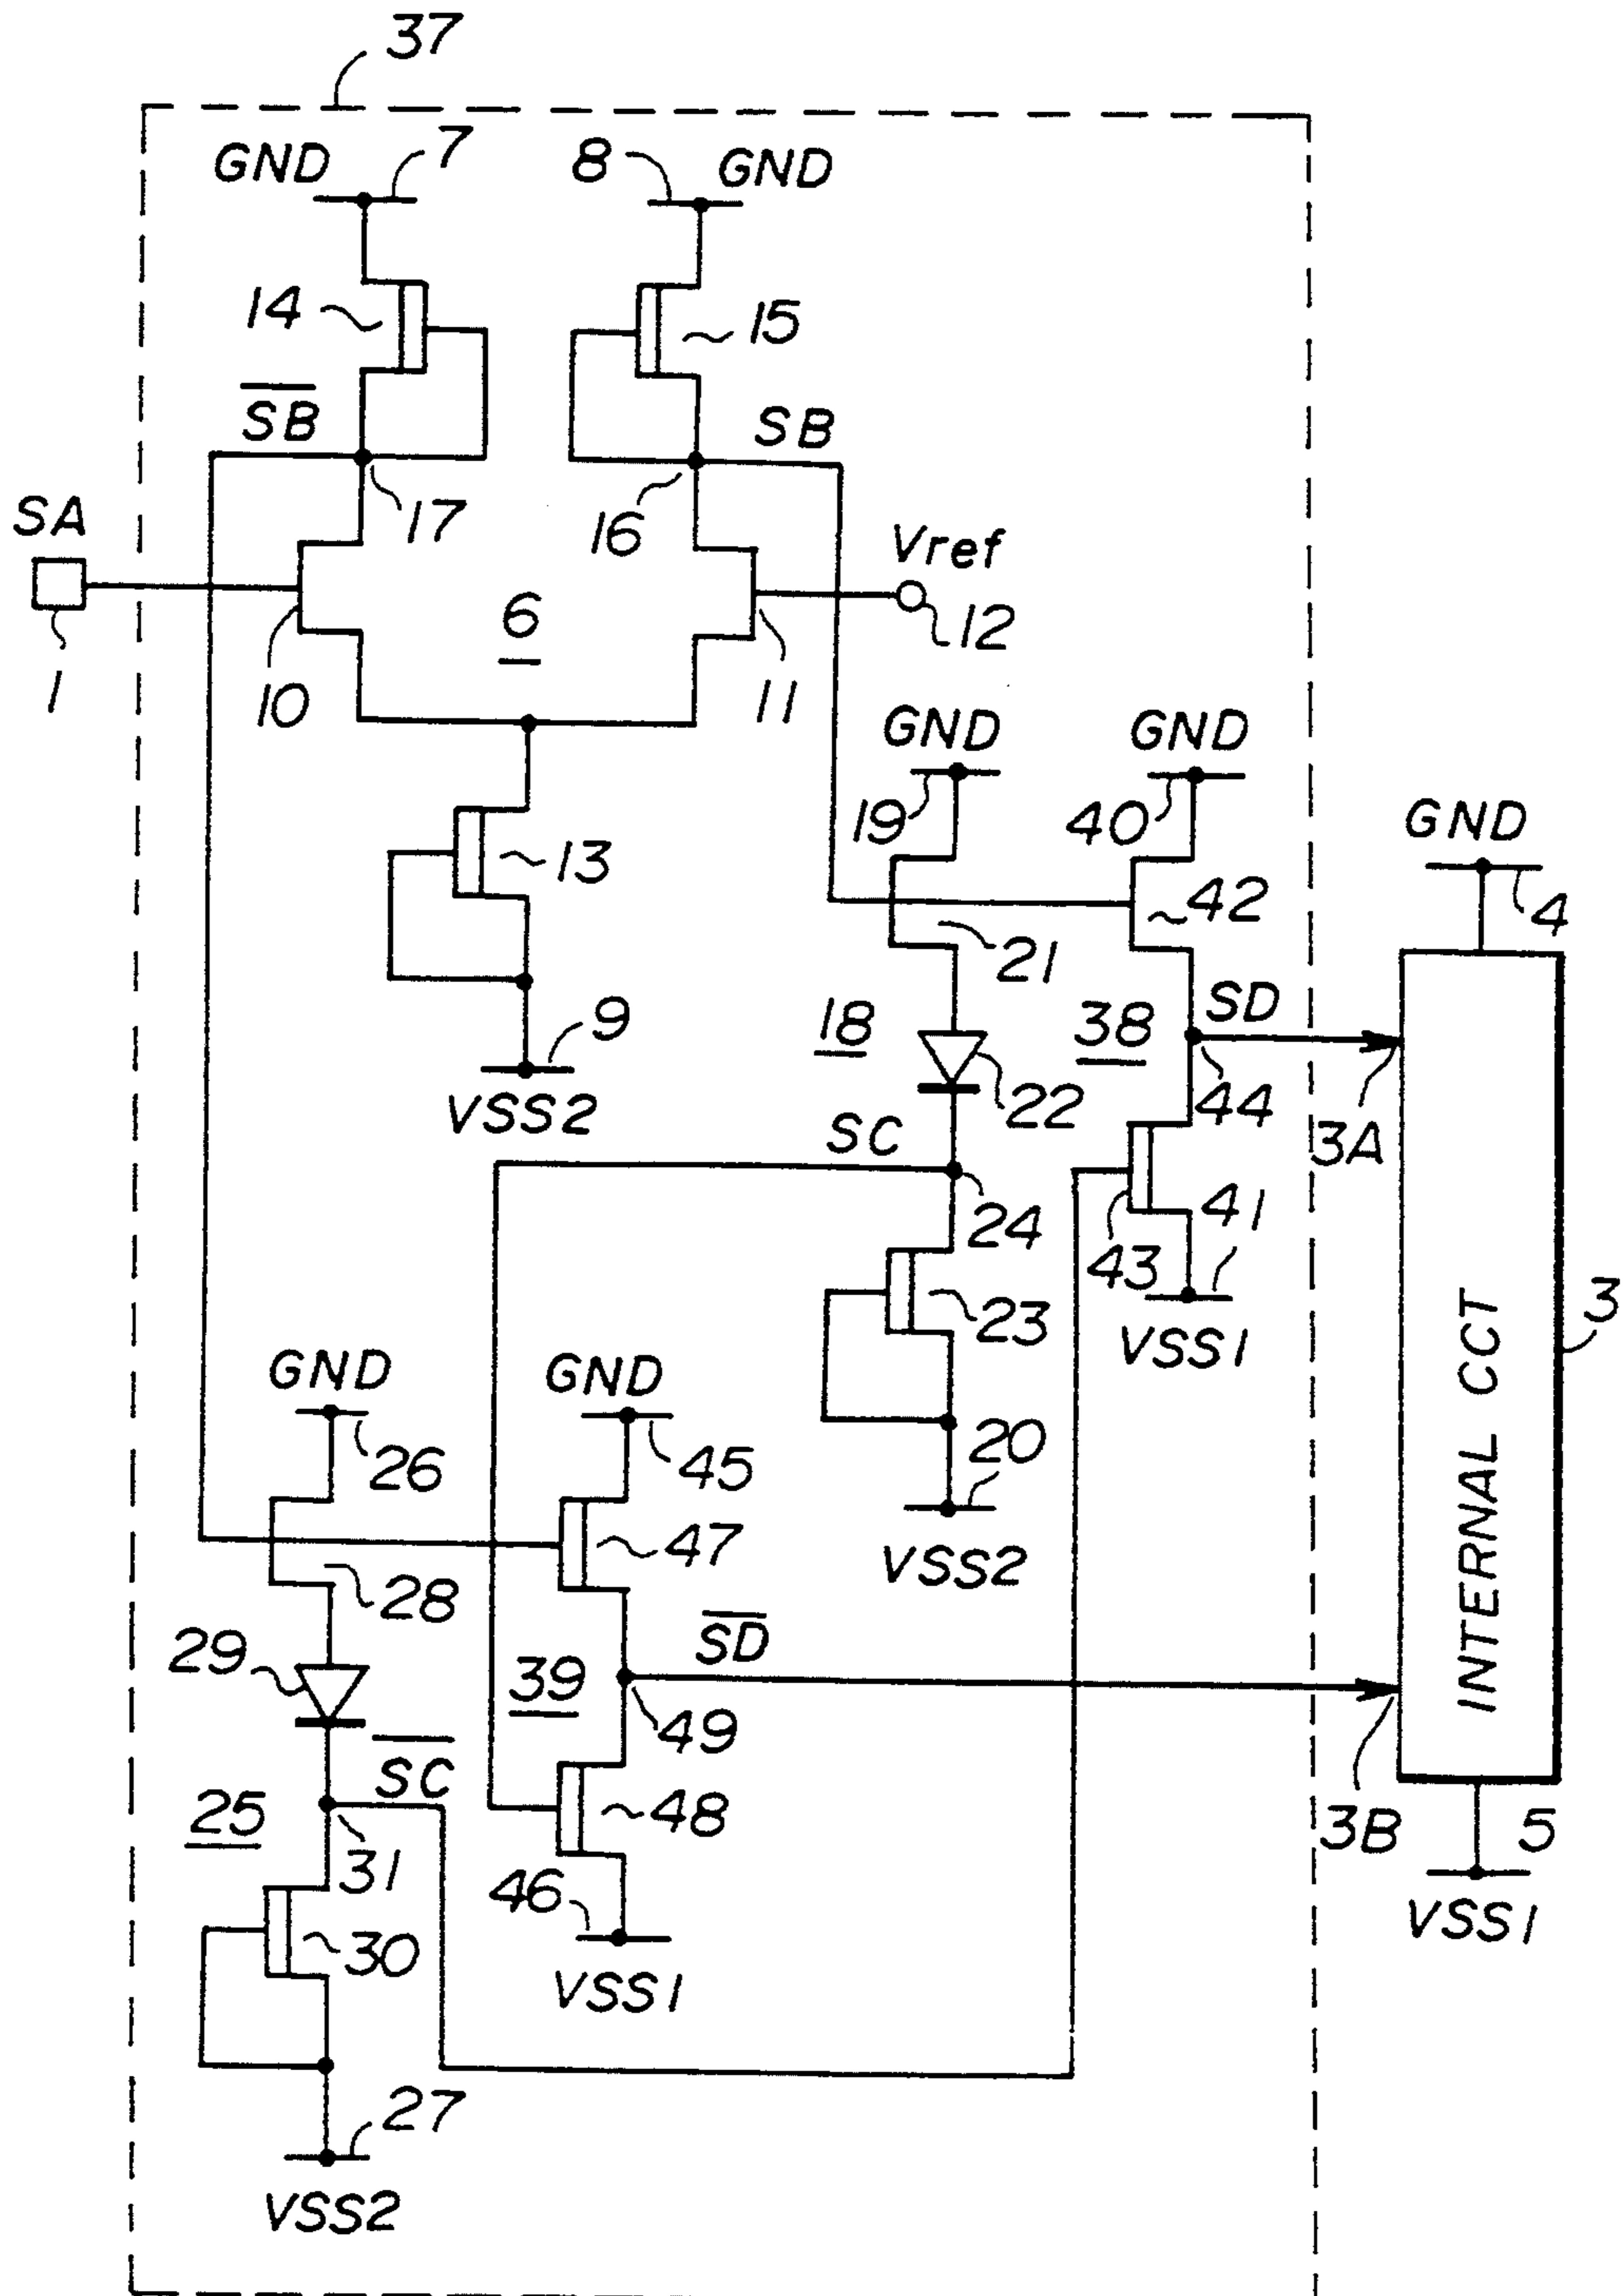 37
GND
7
8
GND
14
15
S̅B̅
SB
SA
17
16
Vref
12
1
10
6
11
GND
GND
19
40
GND
13
42
4
21
9
18
38
SD
VSS2
22
44
3A
SC
24
41
43
23
VSS1
3
GND
GND
20
INTERNAL CCT
26
45
47
VSS2
28
29
S̅D̅
39
49
S̅C̅
25
48
3B
5
31
46
30
VSS1
VSS1
27
VSS2